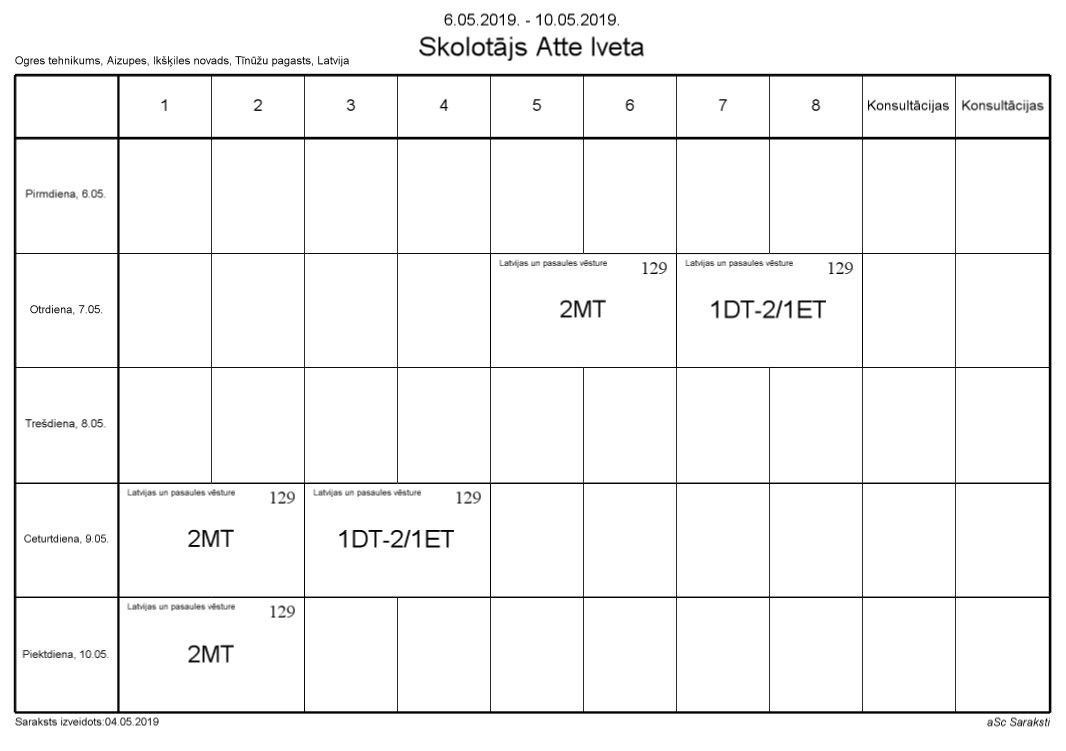 6.05.2019. - 10.05.2019.
Skolotājs Atte Iveta
Ogres tehnikums, Aizupes, Ikšķiles novads, Tīnūžu pagasts, Latvija
1 2 3 4 5 6 7 8 Konsultācijas Konsultācijas
Pirmdiena, 6.05.
Latvijas un pasaules vēsture 129 Latvijas un pasaules vēsture 129
Otrdiena, 7.05. 2MT 1DT-2/1ET
Trešdiena, 8.05.
Latvijas un pasaules vēsture 129 Latvijas un pasaules vēsture 129
Ceturtdiena, 9.05. 2MT 1DT-2/1ET
Latvijas un pasaules vēsture 129
Piektdiena, 10.05. 2MT
Saraksts izveidots:04.05.2019 aSc Saraksti